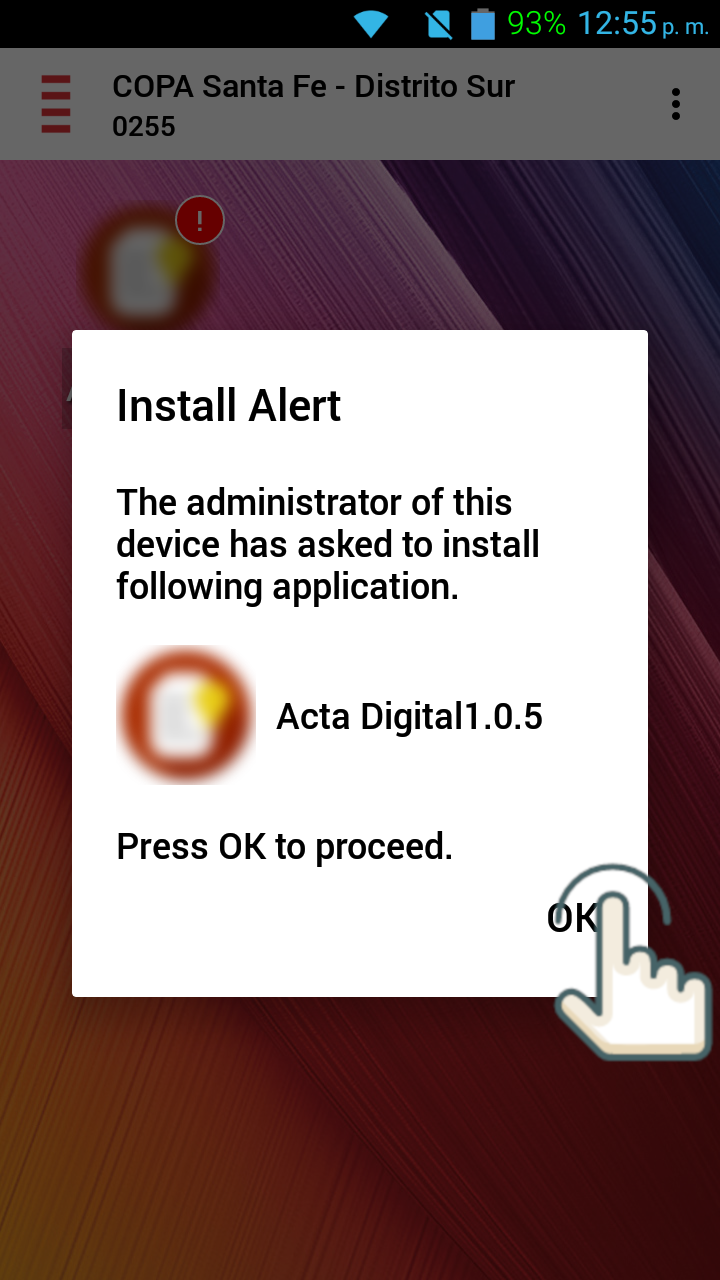 93% 12:55 p. m.
COPA Santa Fe - Distrito Sur
0255
!
Install Alert
The administrator of this
device has asked to install
following application.
Acta Digital1.0.5
Press OK to proceed.
OK